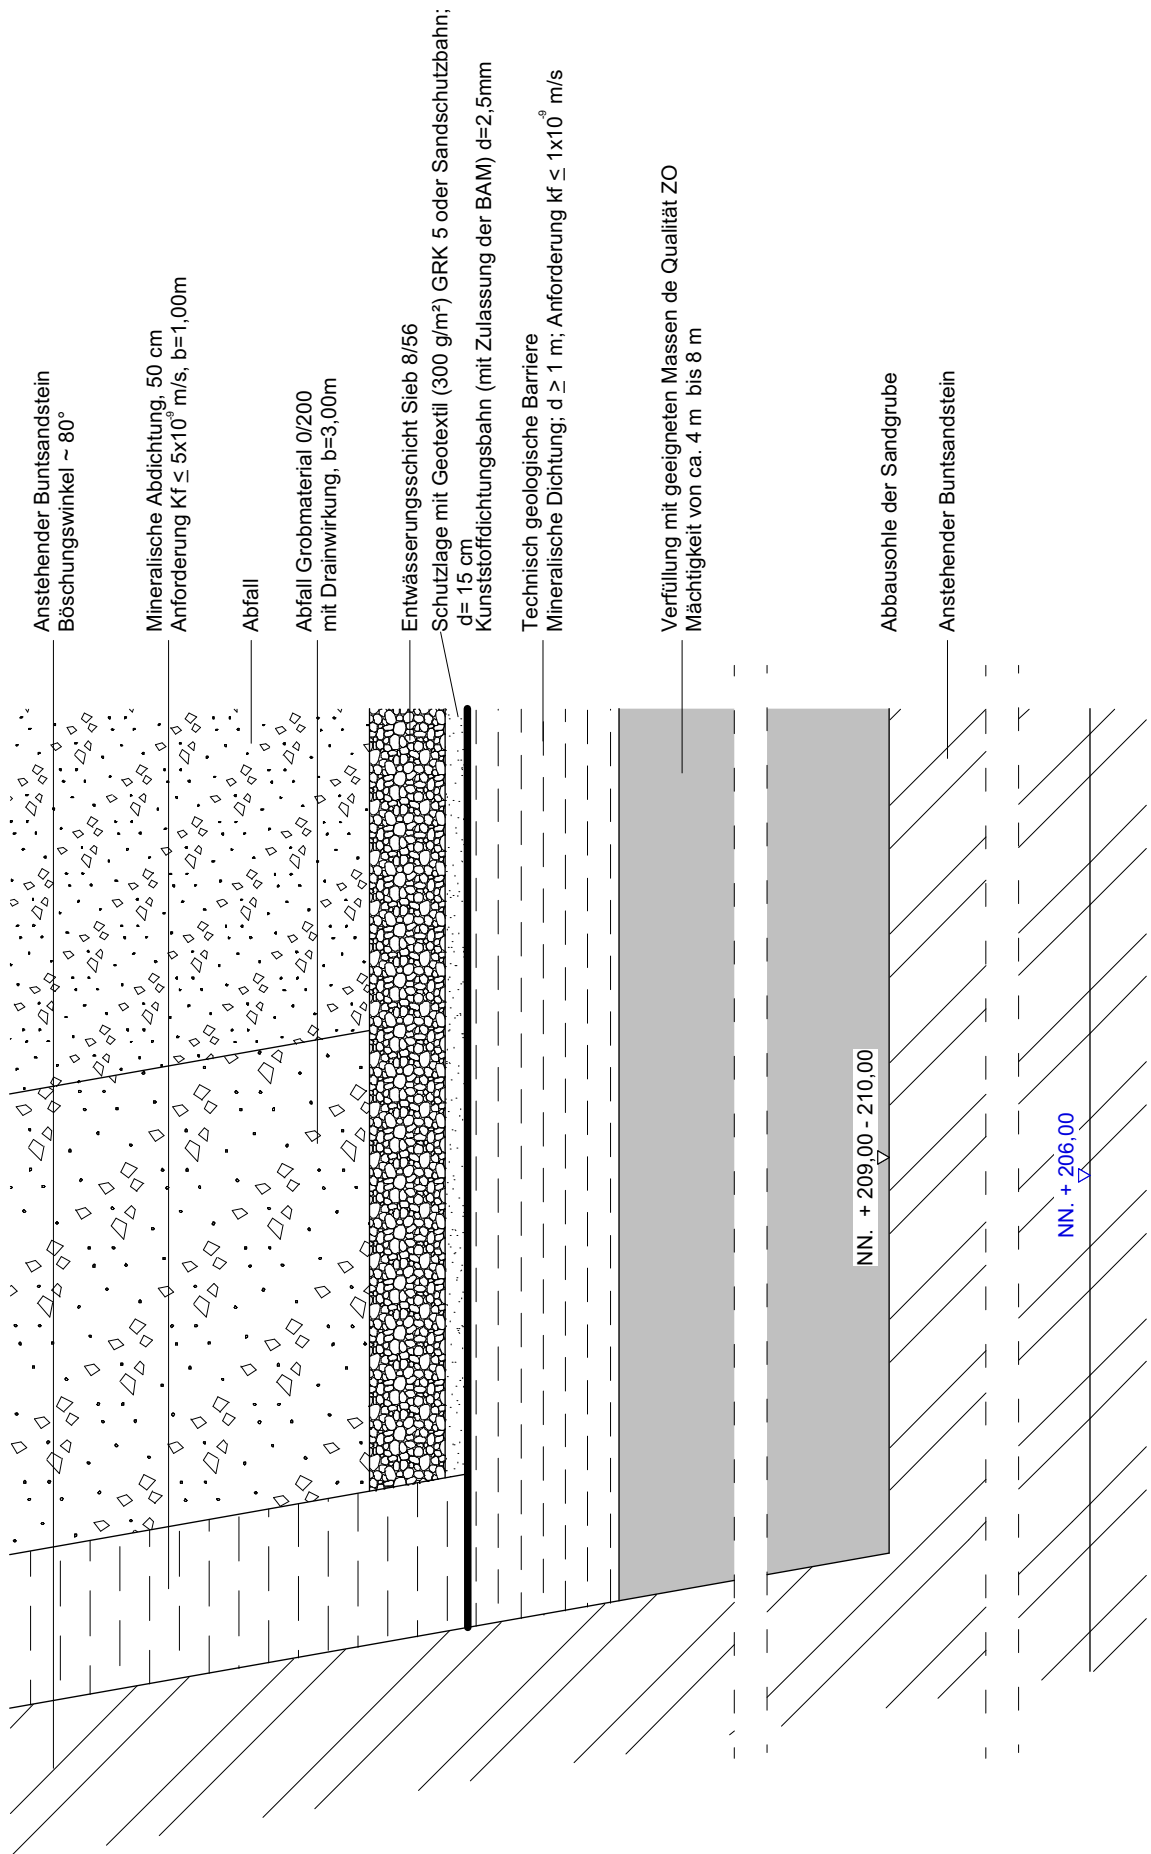 Anstehender Buntsandstein
Böschungswinkel ~ 80°
Mineralische Abdichtung, 50 cm
Anforderung Kf ≤ 5x10⁻⁹ m/s, b=1,00m
Abfall
Abfall Grobmaterial 0/200
mit Drainwirkung, b=3,00m
Entwässerungsschicht Sieb 8/56
Schutzlage mit Geotextil (300 g/m²) GRK 5 oder Sandschutzbahn;
d= 15 cm
Kunststoffdichtungsbahn (mit Zulassung der BAM) d=2,5mm
Technisch geologische Barriere
Mineralische Dichtung; d ≥ 1 m; Anforderung kf ≤ 1x10⁻⁹ m/s
Verfüllung mit geeigneten Massen de Qualität ZO
Mächtigkeit von ca. 4 m bis 8 m
Abbausohle der Sandgrube
Anstehender Buntsandstein
NN. + 209,00 - 210,00
NN. + 206,00